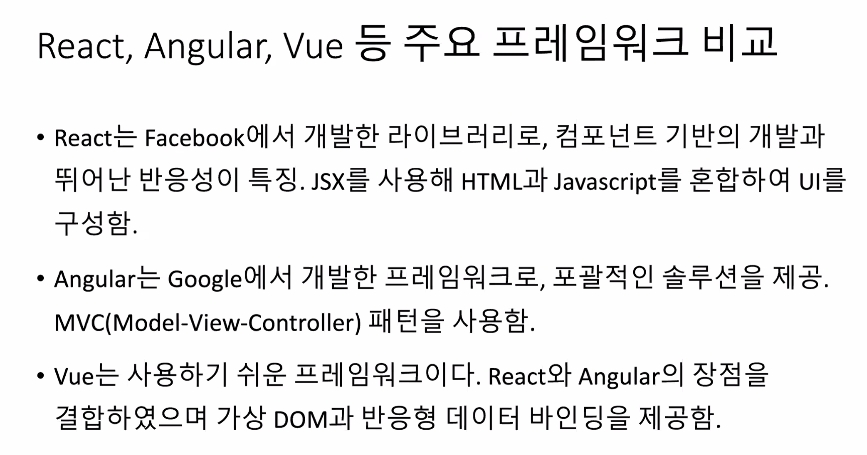 React, Angular, Vue 등 주요 프레임워크 비교
• React는 Facebook에서 개발한 라이브러리로, 컴포넌트 기반의 개발과
뛰어난 반응성이 특징. JSX를 사용해 HTML과 Javascript를 혼합하여 UI를
구성함.
• Angular는 Google에서 개발한 프레임워크로, 포괄적인 솔루션을 제공.
MVC(Model-View-Controller) 패턴을 사용함.
• Vue는 사용하기 쉬운 프레임워크이다. React와 Angular의 장점을
결합하였으며 가상 DOM과 반응형 데이터 바인딩을 제공함.